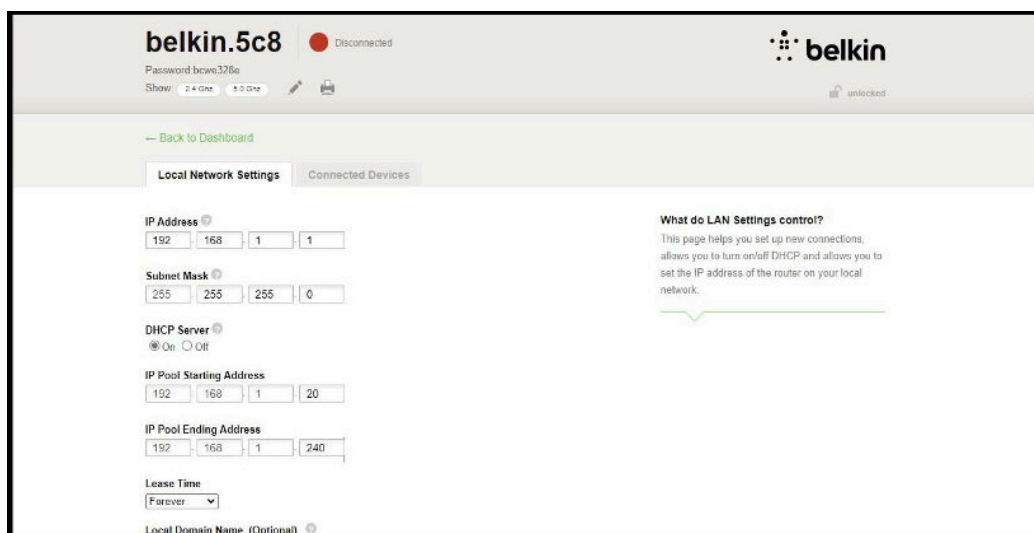 belkin.5c8
Disconnected
belkin
Password:bcwe326e
Show: 2.4 Ghz 5.0 Ghz
unlocked
← Back to Dashboard
Local Network Settings
Connected Devices
IP Address
192 . 168 . 1 . 1
Subnet Mask
255 . 255 . 255 . 0
DHCP Server
On Off
IP Pool Starting Address
192 . 168 . 1 . 20
IP Pool Ending Address
192 . 168 . 1 . 240
Lease Time
Forever
Local Domain Name (Optional)
What do LAN Settings control?
This page helps you set up new connections,
allows you to turn on/off DHCP and allows you to
set the IP address of the router on your local
network.